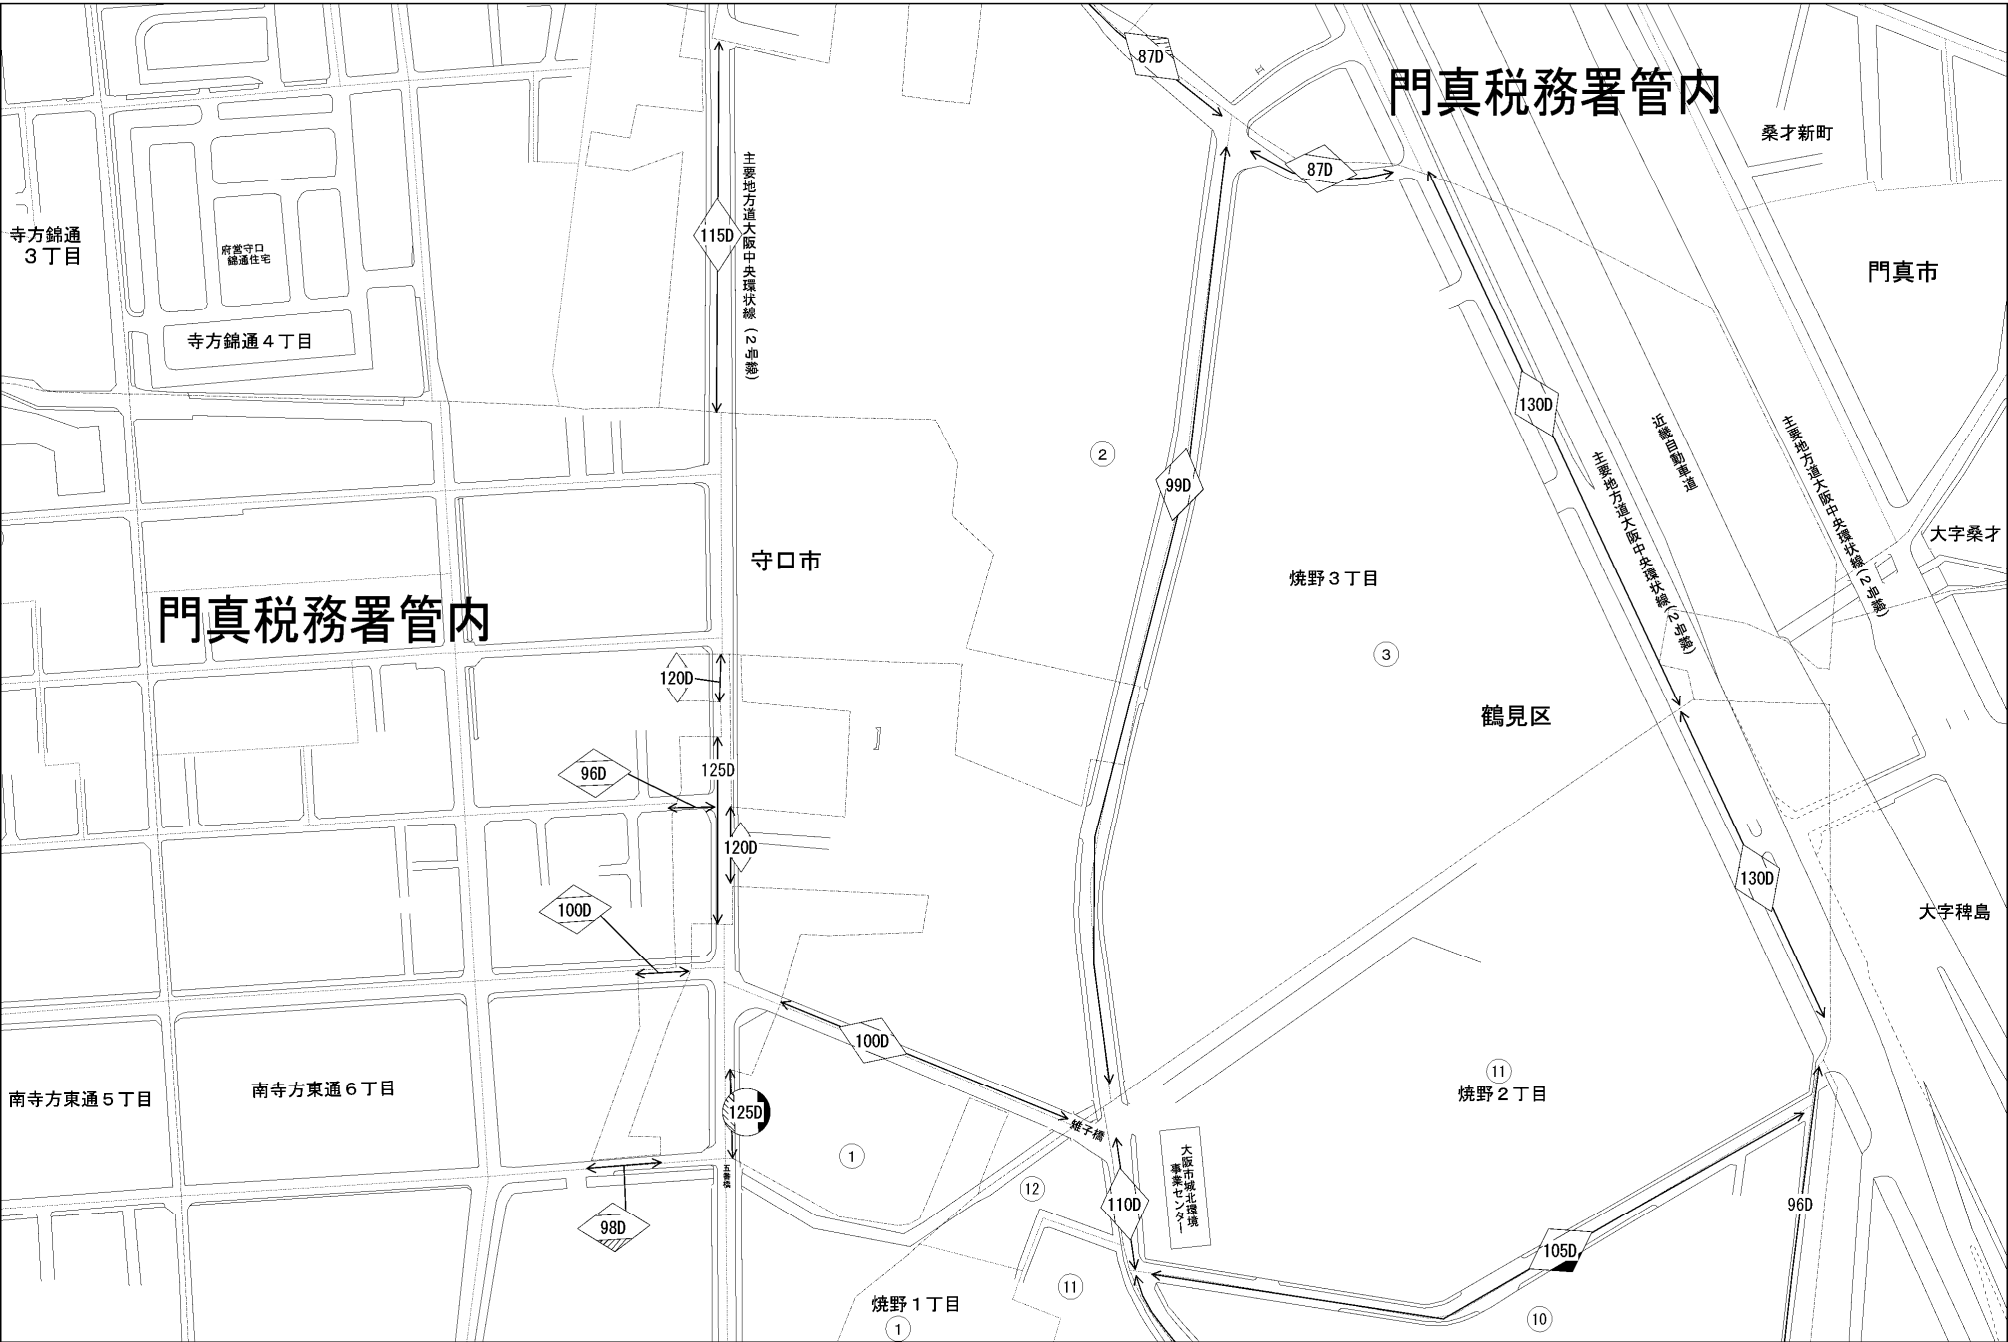 87D
門真税務署管内
桑才新町
87D
寺方錦通
３丁目
府営守口
錦通住宅
115D
主要地方道大阪中央環状線（２号線）
門真市
寺方錦通４丁目
130D
近畿自動車道
主要地方道大阪中央環状線（２号線）
主要地方道大阪中央環状線（２号線）
②
99D
大字桑才
守口市
焼野３丁目
門真税務署管内
③
120D
鶴見区
96D
125D
120D
130D
100D
大字稗島
100D
⑪
焼野２丁目
南寺方東通５丁目
南寺方東通６丁目
125D
雉子橋
①
大阪市城北環境
事業センター
五番橋
⑫
110D
96D
98D
105D
⑪
焼野１丁目
①
⑩